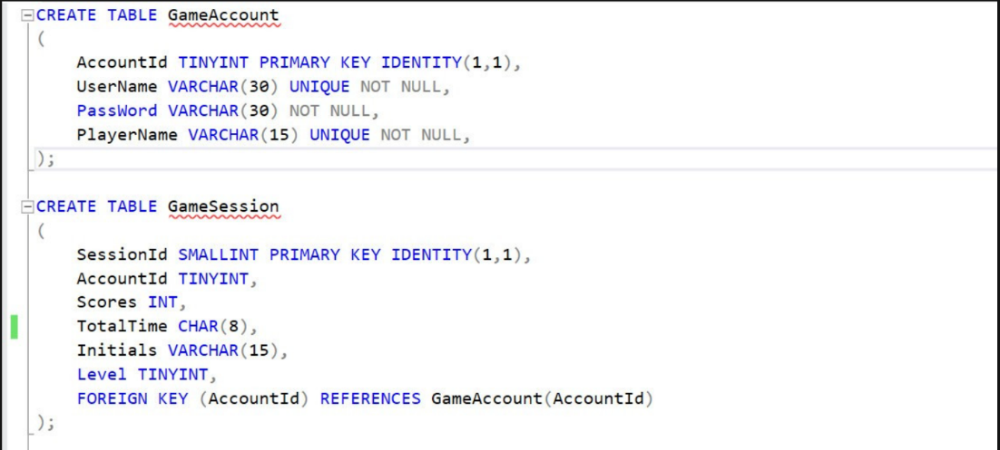 CREATE TABLE GameAccount
(
AccountId TINYINT PRIMARY KEY IDENTITY(1,1),
UserName VARCHAR(30) UNIQUE NOT NULL,
PassWord VARCHAR(30) NOT NULL,
PlayerName VARCHAR(15) UNIQUE NOT NULL,
);
CREATE TABLE GameSession
(
SessionId SMALLINT PRIMARY KEY IDENTITY(1,1),
AccountId TINYINT,
Scores INT,
TotalTime CHAR(8),
Initials VARCHAR(15),
Level TINYINT,
FOREIGN KEY (AccountId) REFERENCES GameAccount(AccountId)
);